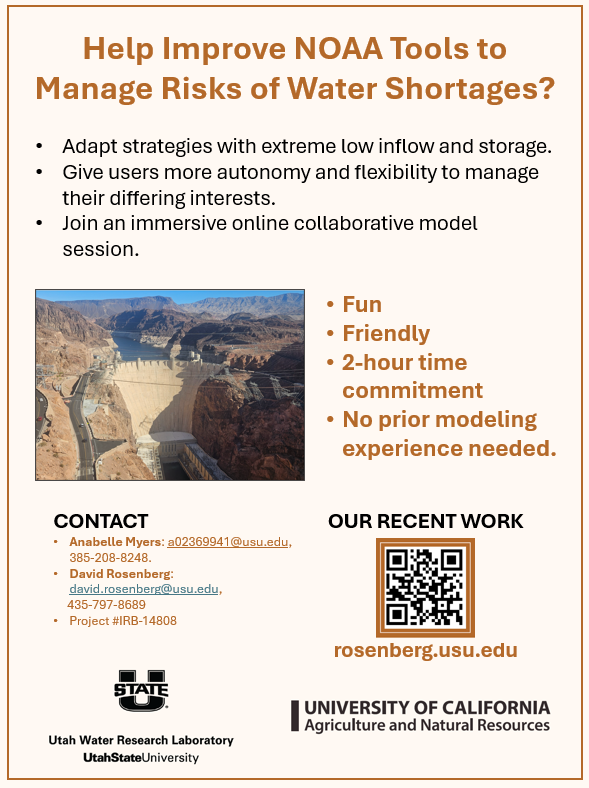 Help Improve NOAA Tools to
Manage Risks of Water Shortages?
• Adapt strategies with extreme low inflow and storage.
• Give users more autonomy and flexibility to manage
their differing interests.
• Join an immersive online collaborative model
session.
• Fun
• Friendly
• 2-hour time
commitment
• No prior modeling
experience needed.
CONTACT
• Anabelle Myers: a02369941@usu.edu,
385-208-8248.
• David Rosenberg:
david.rosenberg@usu.edu,
435-797-8689
• Project #IRB-14808
OUR RECENT WORK
rosenberg.usu.edu
U STATE
Utah Water Research Laboratory
UtahStateUniversity
UNIVERSITY OF CALIFORNIA
Agriculture and Natural Resources